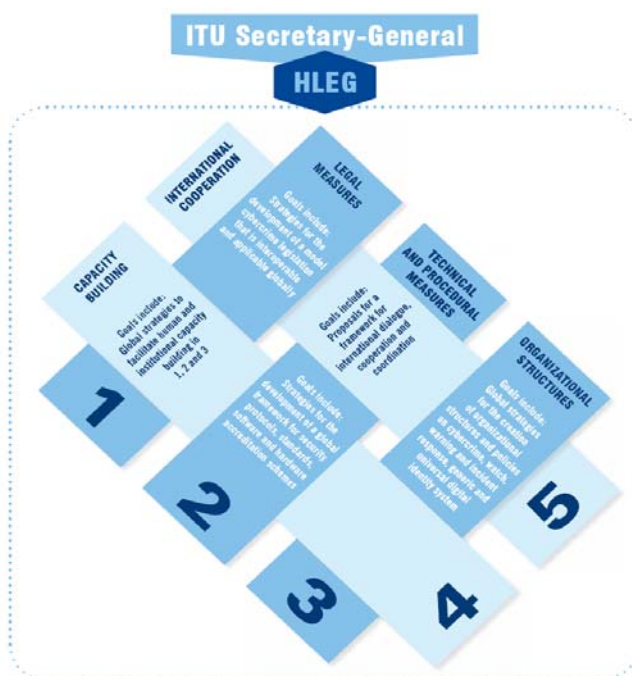 ITU Secretary-General
HLEG
INTERNATIONAL
COOPERATION
LEGAL
MEASURES
Goals include:
Strategies for the
development of a model
cybercrime legislation
that is interoperable
and applicable globally
CAPACITY
BUILDING
Goals include:
Global strategies to
facilitate human and
institutional capacity
building in
1, 2 and 3
TECHNICAL
AND PROCEDURAL
MEASURES
Goals include:
Proposals for a
framework for
international dialogue,
cooperation and
coordination
ORGANIZATIONAL
STRUCTURES
Goals include:
Global strategies
for the creation
of organizational
structures and policies
on cybercrime, watch,
warning and incident
response, generic and
universal digital
identity system
Goals include:
Strategies for the
development of a global
framework for security
protocols, standards,
software and hardware
accreditation schemes
1
2
3
4
5